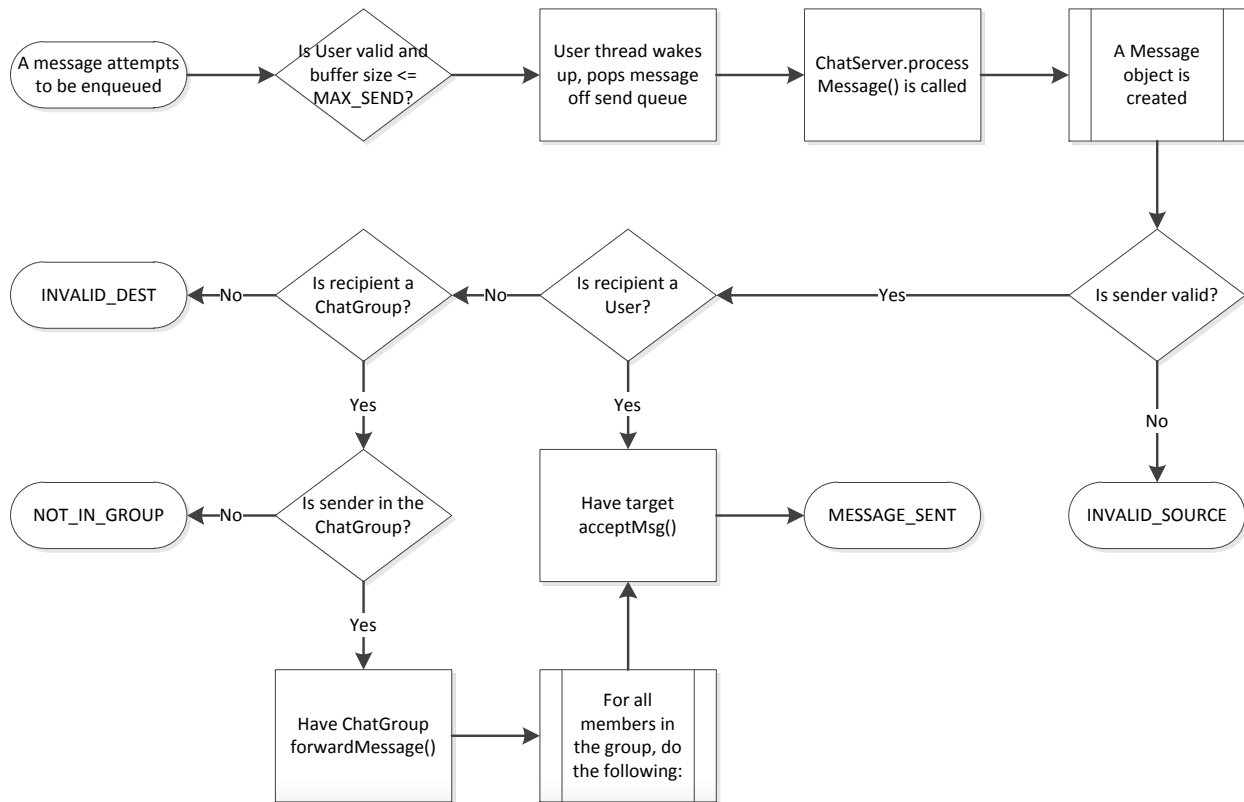 A message attempts
to be enqueued
Is User valid and
buffer size <=
MAX_SEND?
User thread wakes
up, pops message
off send queue
ChatServer.process
Message() is called
A Message
object is
created
INVALID_DEST
No
Is recipient a
ChatGroup?
No
Is recipient a
User?
Yes
Is sender valid?
Yes
Yes
No
NOT_IN_GROUP
No
Is sender in the
ChatGroup?
Have target
acceptMsg()
MESSAGE_SENT
INVALID_SOURCE
Yes
Have ChatGroup
forwardMessage()
For all
members in
the group, do
the following: